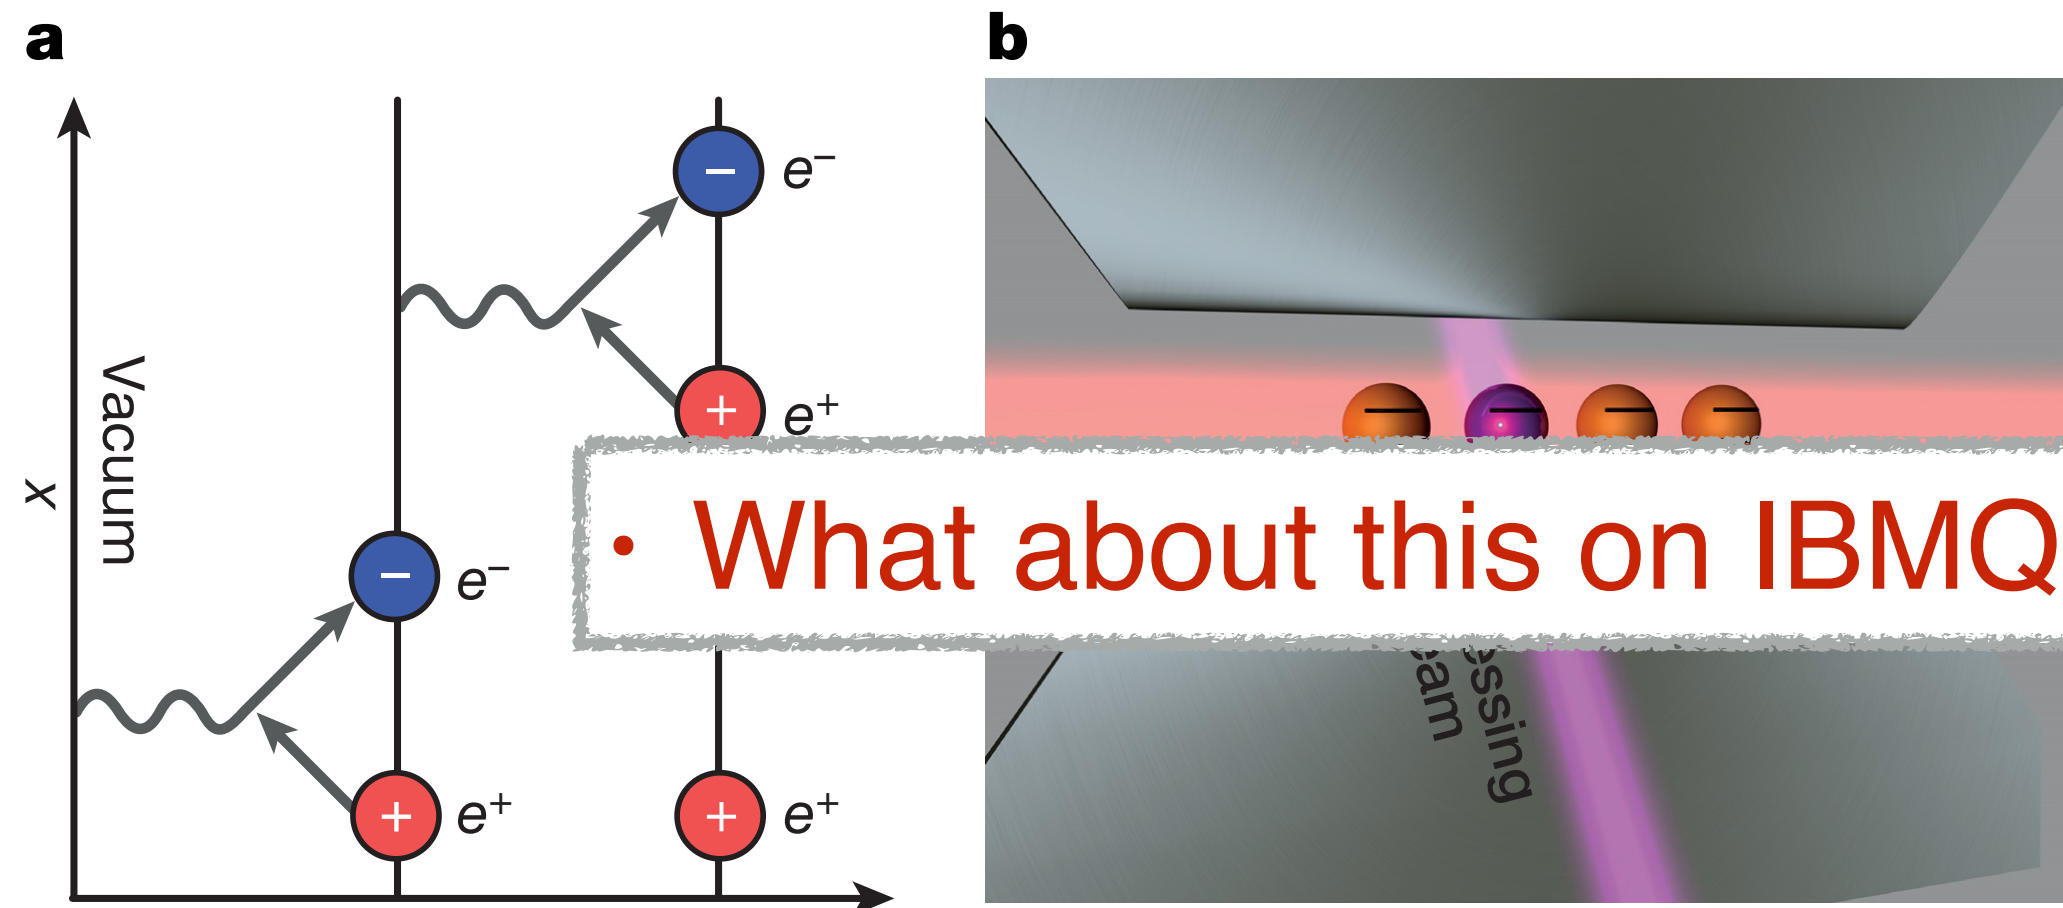 a
b
− e⁻
+ e⁺
Vacuum
x
• What about this on IBMQ
− e⁻
+ e⁺
+ e⁺